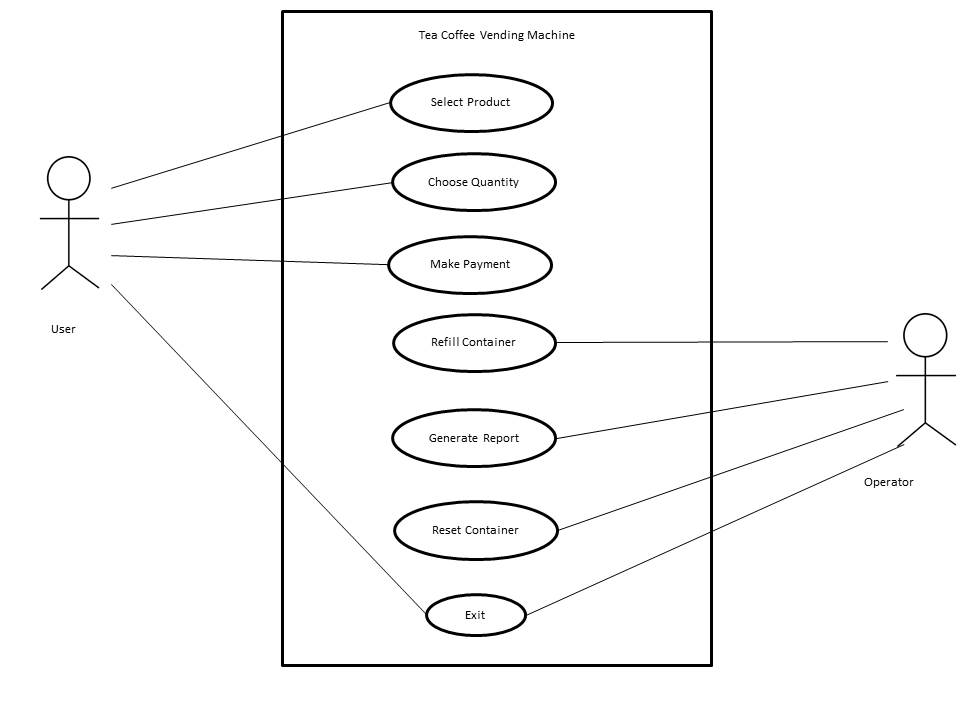 Tea Coffee Vending Machine
Select Product
Choose Quantity
Make Payment
User
Refill Container
Generate Report
Operator
Reset Container
Exit